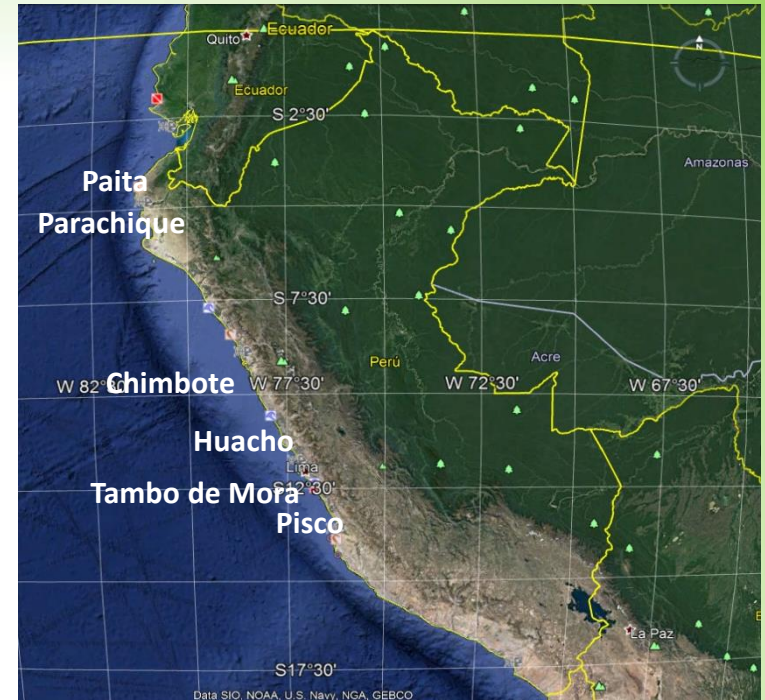 Quito
Ecuador
N
Ecuador
S 2°30'
Amazonas
Paita
Parachique
S 7°30'
Perú
Acre
W 82°30'
Chimbote
W 77°30'
W 72°30'
W 67°30'
Huacho
Lima
S12°30'
Tambo de Mora
Pisco
La Paz
S17°30'
Data SIO, NOAA, U.S. Navy, NGA, GEBCO